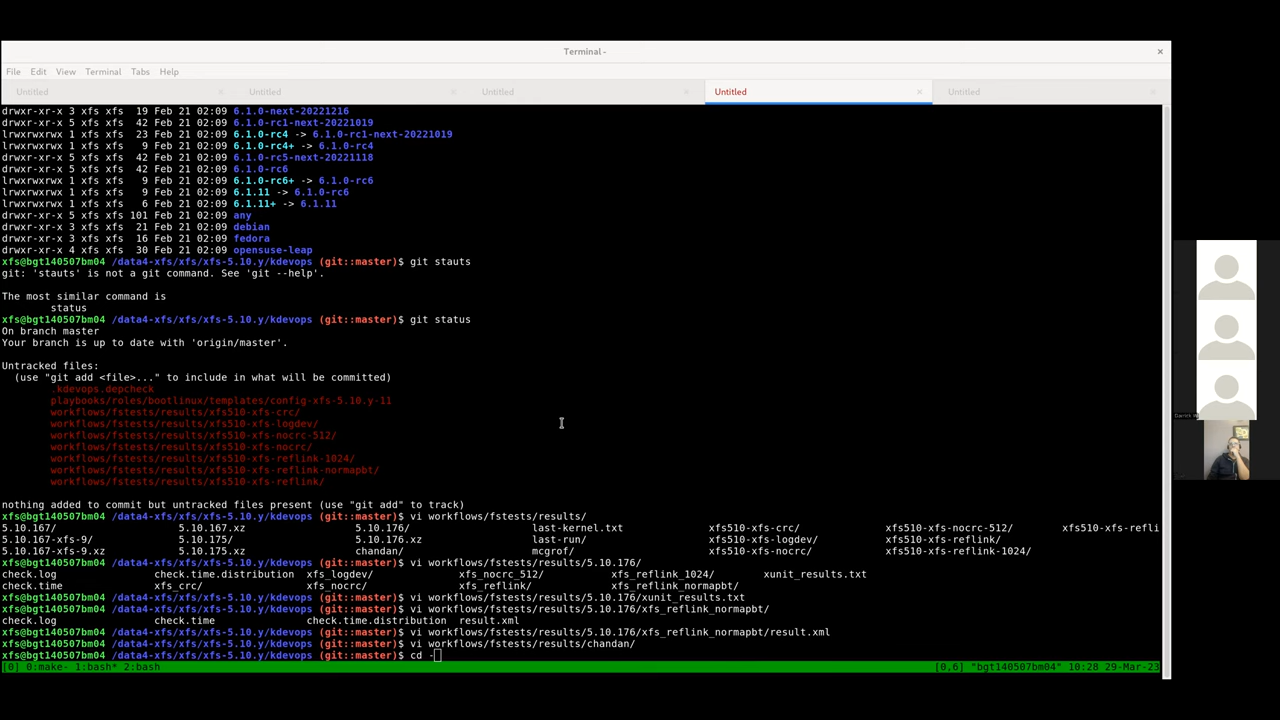 Terminal -
File Edit View Terminal Tabs Help
Untitled Untitled Untitled Untitled Untitled
drwxr-xr-x 3 xfs xfs  19 Feb 21 02:09 6.1.0-next-20221216
drwxr-xr-x 5 xfs xfs  42 Feb 21 02:09 6.1.0-rc1-next-20221019
lrwxrwxrwx 1 xfs xfs  23 Feb 21 02:09 6.1.0-rc4 -> 6.1.0-rc1-next-20221019
lrwxrwxrwx 1 xfs xfs   9 Feb 21 02:09 6.1.0-rc4+ -> 6.1.0-rc4
drwxr-xr-x 5 xfs xfs  42 Feb 21 02:09 6.1.0-rc5-next-20221118
drwxr-xr-x 5 xfs xfs  42 Feb 21 02:09 6.1.0-rc6
lrwxrwxrwx 1 xfs xfs   9 Feb 21 02:09 6.1.0-rc6+ -> 6.1.0-rc6
lrwxrwxrwx 1 xfs xfs   9 Feb 21 02:09 6.1.11 -> 6.1.0-rc6
lrwxrwxrwx 1 xfs xfs   6 Feb 21 02:09 6.1.11+ -> 6.1.11
drwxr-xr-x 5 xfs xfs 101 Feb 21 02:09 any
drwxr-xr-x 3 xfs xfs  21 Feb 21 02:09 debian
drwxr-xr-x 3 xfs xfs  16 Feb 21 02:09 fedora
drwxr-xr-x 4 xfs xfs  30 Feb 21 02:09 opensuse-leap
xfs@bgt140507bm04 /data4-xfs/xfs/xfs-5.10.y/kdevops (git::master)$ git stauts
git: 'stauts' is not a git command. See 'git --help'.
The most similar command is
status
xfs@bgt140507bm04 /data4-xfs/xfs/xfs-5.10.y/kdevops (git::master)$ git status
On branch master
Your branch is up to date with 'origin/master'.
Untracked files:
(use "git add <file>..." to include in what will be committed)
.kdevops.depcheck
playbooks/roles/bootlinux/templates/config-xfs-5.10.y-11
workflows/fstests/results/xfs510-xfs-crc/
workflows/fstests/results/xfs510-xfs-logdev/
workflows/fstests/results/xfs510-xfs-nocrc-512/
workflows/fstests/results/xfs510-xfs-nocrc/
workflows/fstests/results/xfs510-xfs-reflink-1024/
workflows/fstests/results/xfs510-xfs-reflink-normapbt/
workflows/fstests/results/xfs510-xfs-reflink/
nothing added to commit but untracked files present (use "git add" to track)
xfs@bgt140507bm04 /data4-xfs/xfs/xfs-5.10.y/kdevops (git::master)$ vi workflows/fstests/results/
5.10.167/ 5.10.167.xz 5.10.176/ last-kernel.txt xfs510-xfs-crc/ xfs510-xfs-nocrc-512/ xfs510-xfs-refli
5.10.167-xfs-9/ 5.10.175/ 5.10.176.xz last-run/ xfs510-xfs-logdev/ xfs510-xfs-reflink/
5.10.167-xfs-9.xz 5.10.175.xz chandan/ mcgrof/ xfs510-xfs-nocrc/ xfs510-xfs-reflink-1024/
xfs@bgt140507bm04 /data4-xfs/xfs/xfs-5.10.y/kdevops (git::master)$ vi workflows/fstests/results/5.10.176/
check.log check.time.distribution xfs_logdev/ xfs_nocrc_512/ xfs_reflink_1024/ xunit_results.txt
check.time xfs_crc/ xfs_nocrc/ xfs_reflink/ xfs_reflink_normapbt/
xfs@bgt140507bm04 /data4-xfs/xfs/xfs-5.10.y/kdevops (git::master)$ vi workflows/fstests/results/5.10.176/xunit_results.txt
xfs@bgt140507bm04 /data4-xfs/xfs/xfs-5.10.y/kdevops (git::master)$ vi workflows/fstests/results/5.10.176/xfs_reflink_normapbt/
check.log check.time check.time.distribution result.xml
xfs@bgt140507bm04 /data4-xfs/xfs/xfs-5.10.y/kdevops (git::master)$ vi workflows/fstests/results/5.10.176/xfs_reflink_normapbt/result.xml
xfs@bgt140507bm04 /data4-xfs/xfs/xfs-5.10.y/kdevops (git::master)$ vi workflows/fstests/results/chandan/
xfs@bgt140507bm04 /data4-xfs/xfs/xfs-5.10.y/kdevops (git::master)$ cd -
[0] 0:make- 1:bash* 2:bash [0,6] "bgt140507bm04" 10:28 29-Mar-23